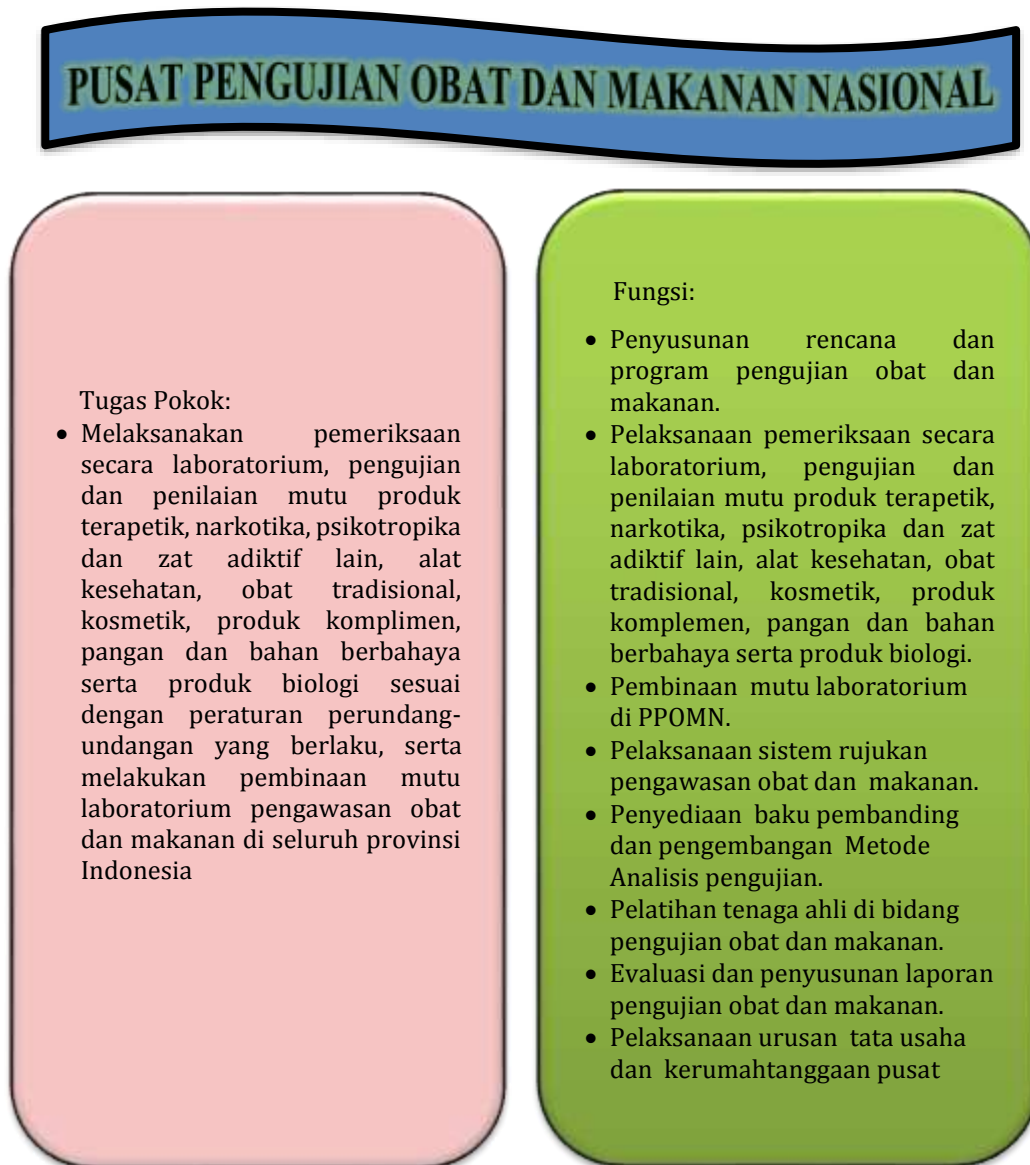 PUSAT PENGUJIAN OBAT DAN MAKANAN NASIONAL
Tugas Pokok:
• Melaksanakan pemeriksaan
secara laboratorium, pengujian
dan penilaian mutu produk
terapetik, narkotika, psikotropika
dan zat adiktif lain, alat
kesehatan, obat tradisional,
kosmetik, produk komplimen,
pangan dan bahan berbahaya
serta produk biologi sesuai
dengan peraturan perundang-
undangan yang berlaku, serta
melakukan pembinaan mutu
laboratorium pengawasan obat
dan makanan di seluruh provinsi
Indonesia
Fungsi:
• Penyusunan rencana dan
program pengujian obat dan
makanan.
• Pelaksanaan pemeriksaan secara
laboratorium, pengujian dan
penilaian mutu produk terapetik,
narkotika, psikotropika dan zat
adiktif lain, alat kesehatan, obat
tradisional, kosmetik, produk
komplemen, pangan dan bahan
berbahaya serta produk biologi.
• Pembinaan mutu laboratorium
di PPOMN.
• Pelaksanaan sistem rujukan
pengawasan obat dan makanan.
• Penyediaan baku pembanding
dan pengembangan Metode
Analisis pengujian.
• Pelatihan tenaga ahli di bidang
pengujian obat dan makanan.
• Evaluasi dan penyusunan laporan
pengujian obat dan makanan.
• Pelaksanaan urusan tata usaha
dan kerumahtanggaan pusat